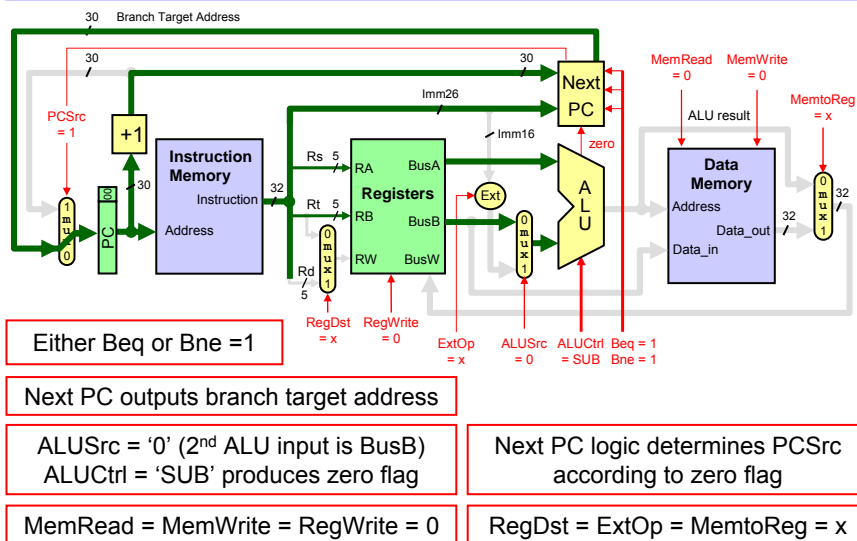 30 Branch Target Address
30
30
PCSrc
= 1
+1
30
Imm26
Imm16
Next
PC
zero
MemRead
= 0
MemWrite
= 0
MemtoReg
= x
ALU result
Instruction
Memory
Instruction
Address
32
Rs 5
Rt 5
Rd
5
RA
RB
RW
BusA
BusB
BusW
Registers
Ext
A
L
U
Data
Memory
Address
Data_out
Data_in
32
32
1
m
u
x
0
PC
00
0
m
u
x
1
0
m
u
x
1
0
m
u
x
1
RegDst
= x
RegWrite
= 0
ExtOp
= x
ALUSrc
= 0
ALUCtrl
= SUB
Beq = 1
Bne = 1
Either Beq or Bne =1
Next PC outputs branch target address
ALUSrc = ‘0’ (2nd ALU input is BusB)
ALUCtrl = ‘SUB’ produces zero flag
Next PC logic determines PCSrc
according to zero flag
MemRead = MemWrite = RegWrite = 0
RegDst = ExtOp = MemtoReg = x